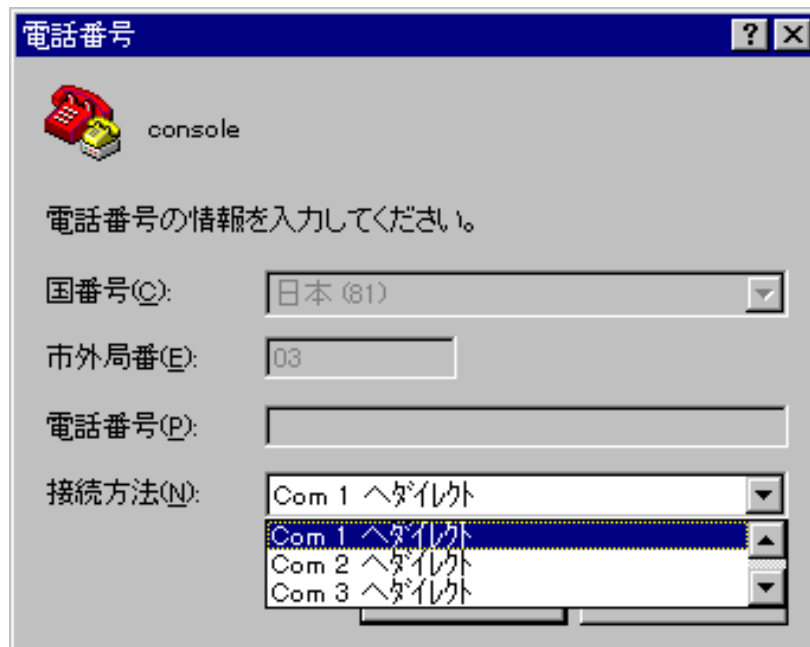 電話番号
console
電話番号の情報を入力してください。
国番号(C): 日本 (81)
市外局番(E): 03
電話番号(P):
接続方法(N): Com 1 へダイレクト
Com 1 へダイレクト
Com 2 へダイレクト
Com 3 へダイレクト